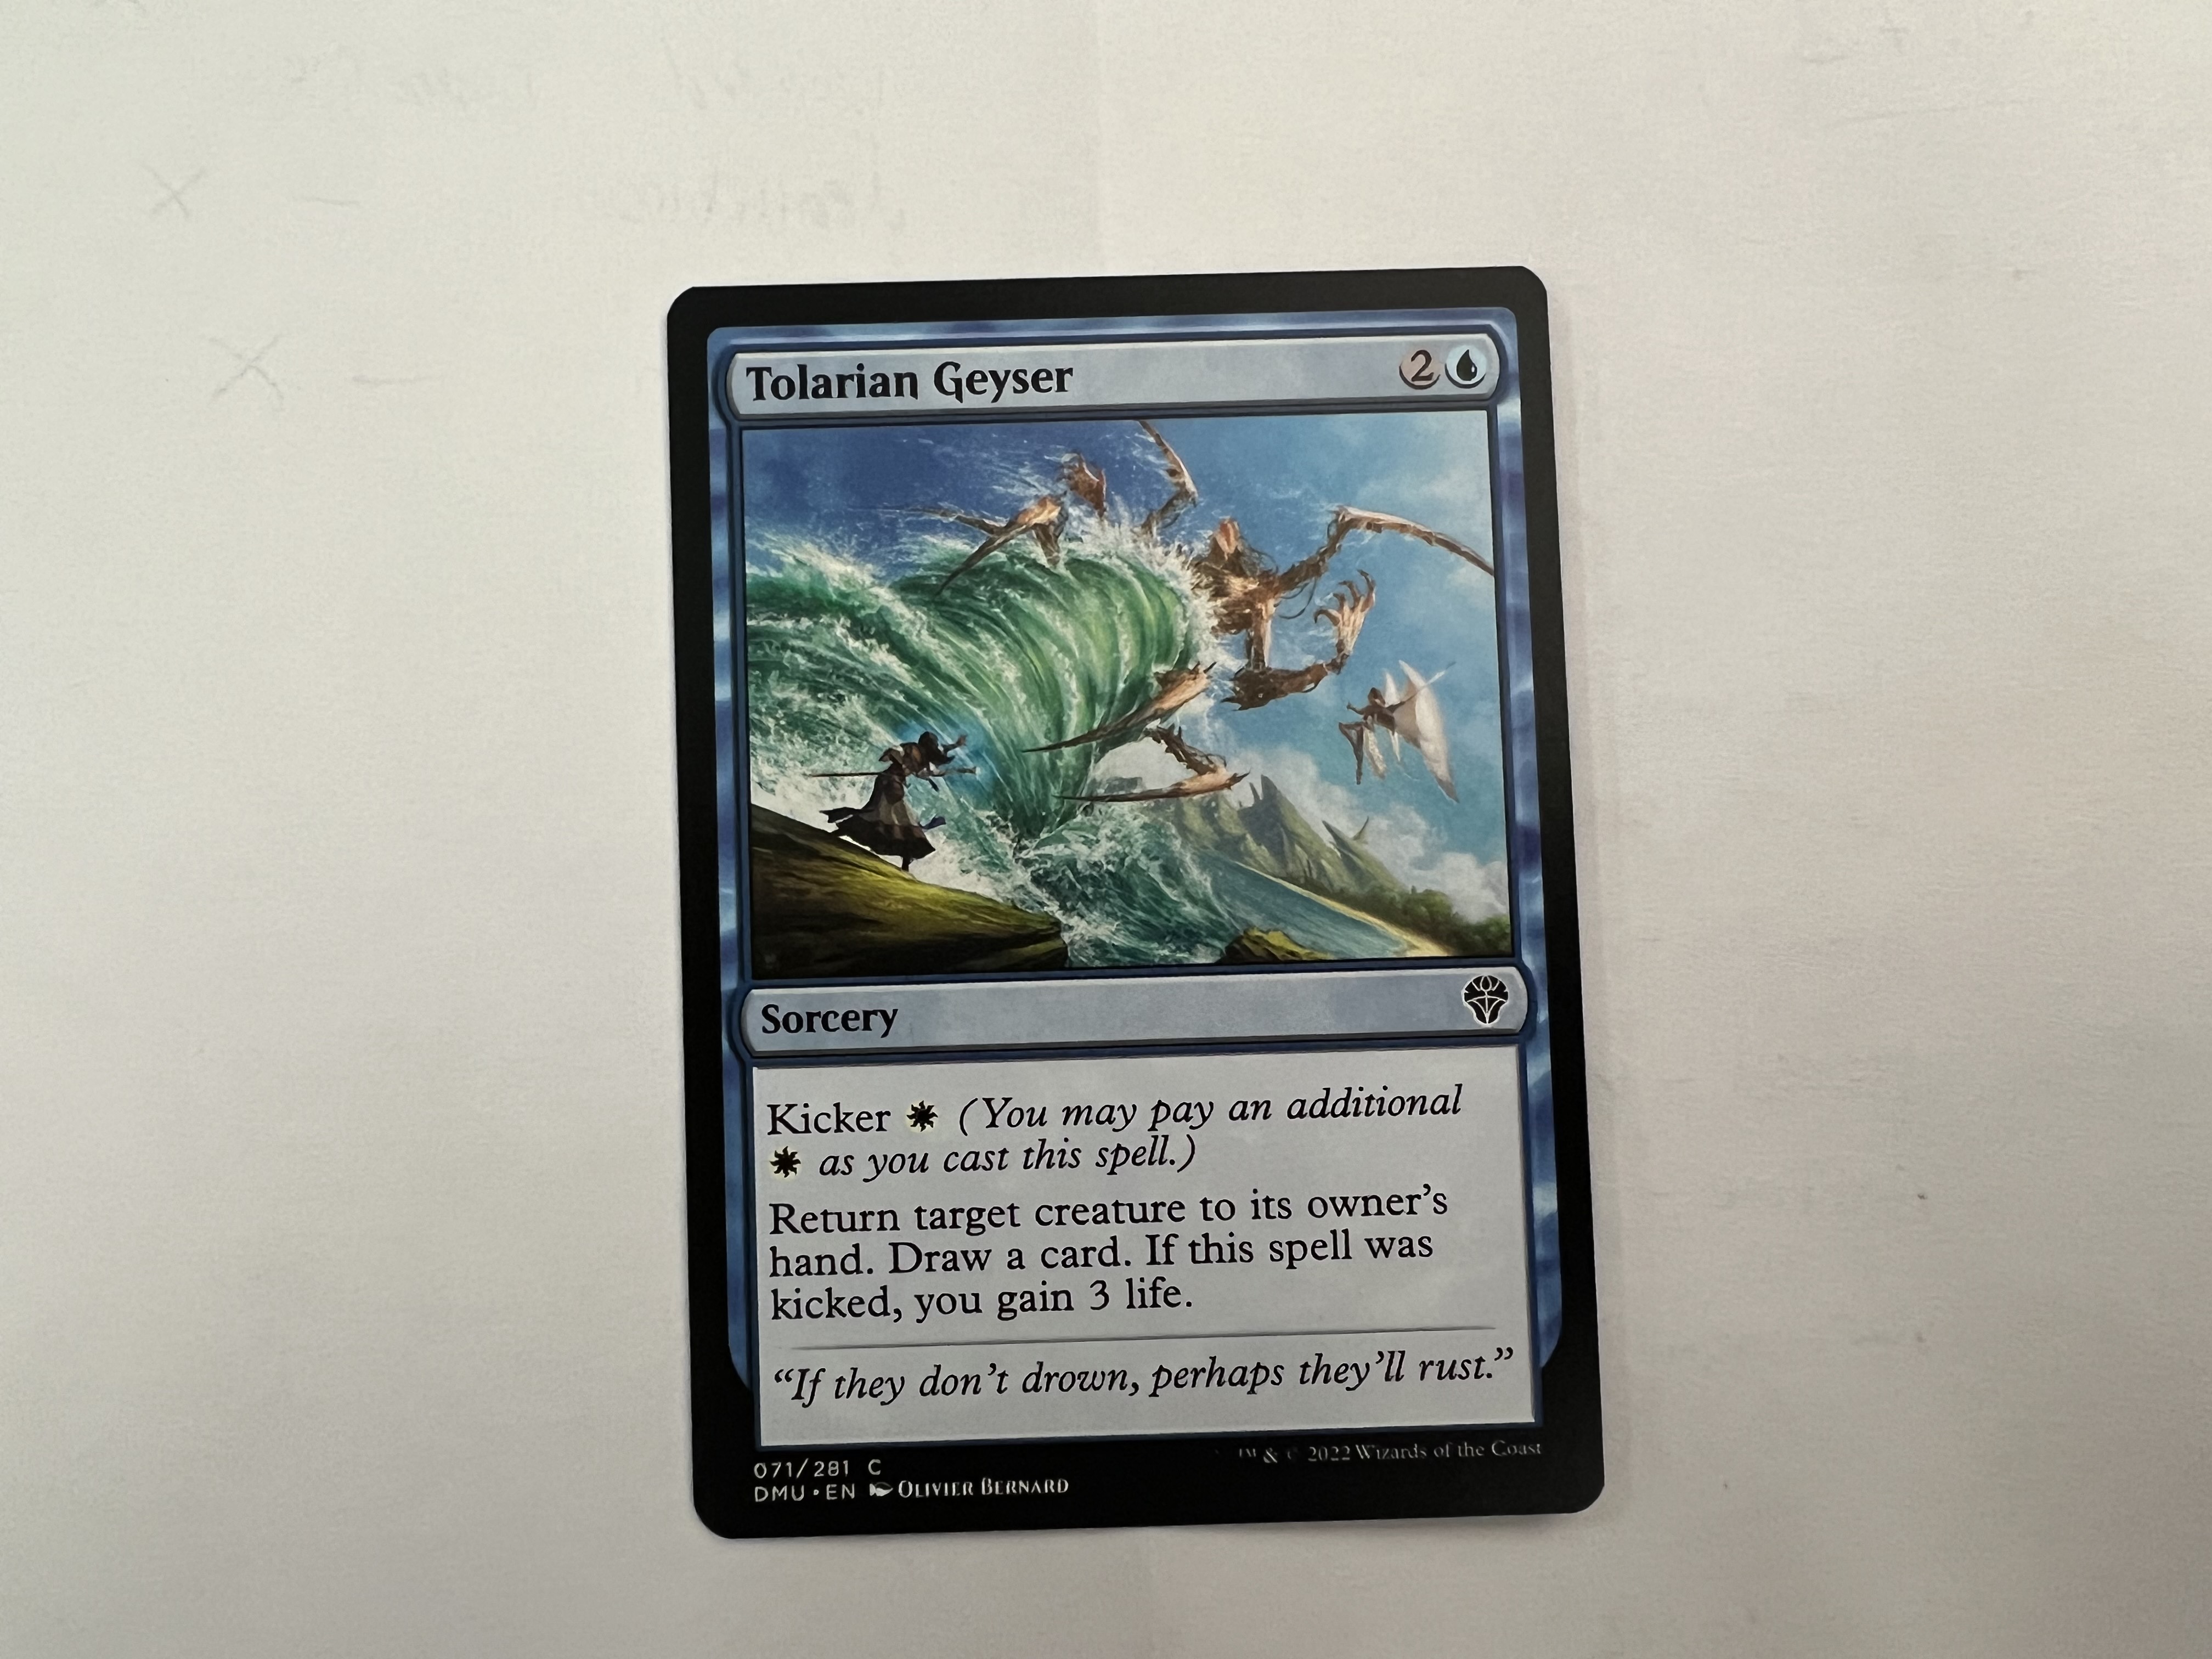 Tolarian Geyser 2
Sorcery
Kicker (You may pay an additional
as you cast this spell.)
Return target creature to its owner's
hand. Draw a card. If this spell was
kicked, you gain 3 life.
“If they don't drown, perhaps they'll rust.”
071/281 C
™ & © 2022 Wizards of the Coast
DMU • EN OLIVIER BERNARD